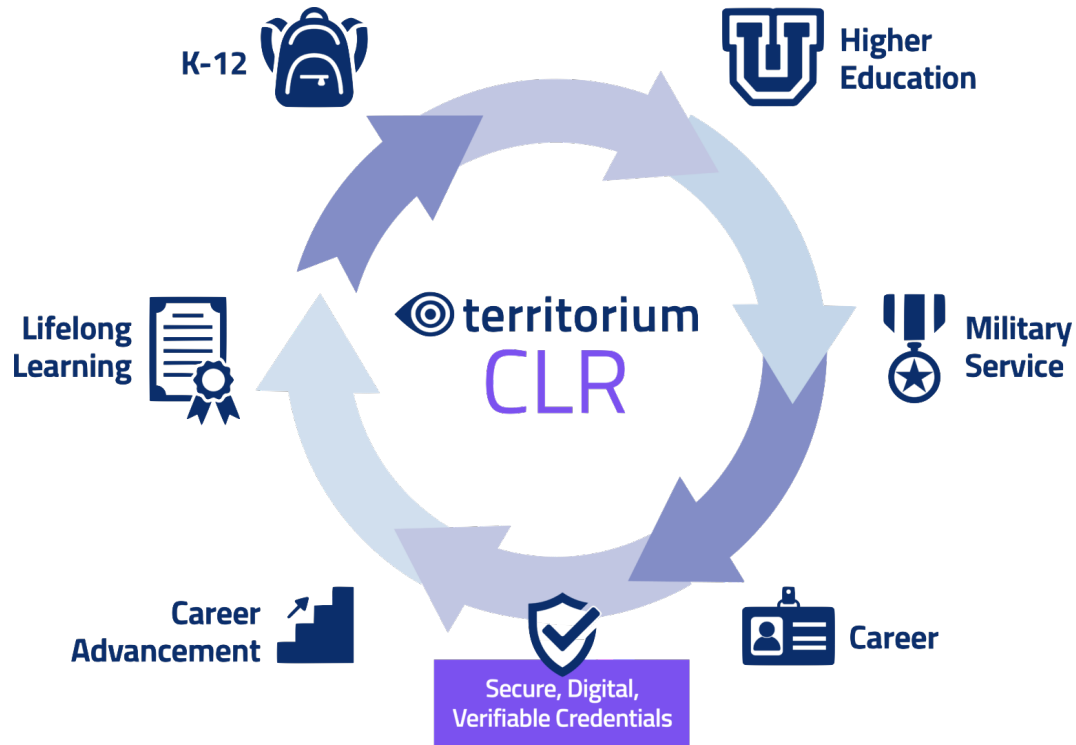 K-12
Higher
Education
territorium
CLR
Lifelong
Learning
Military
Service
Career
Advancement
Career
Secure, Digital,
Verifiable Credentials